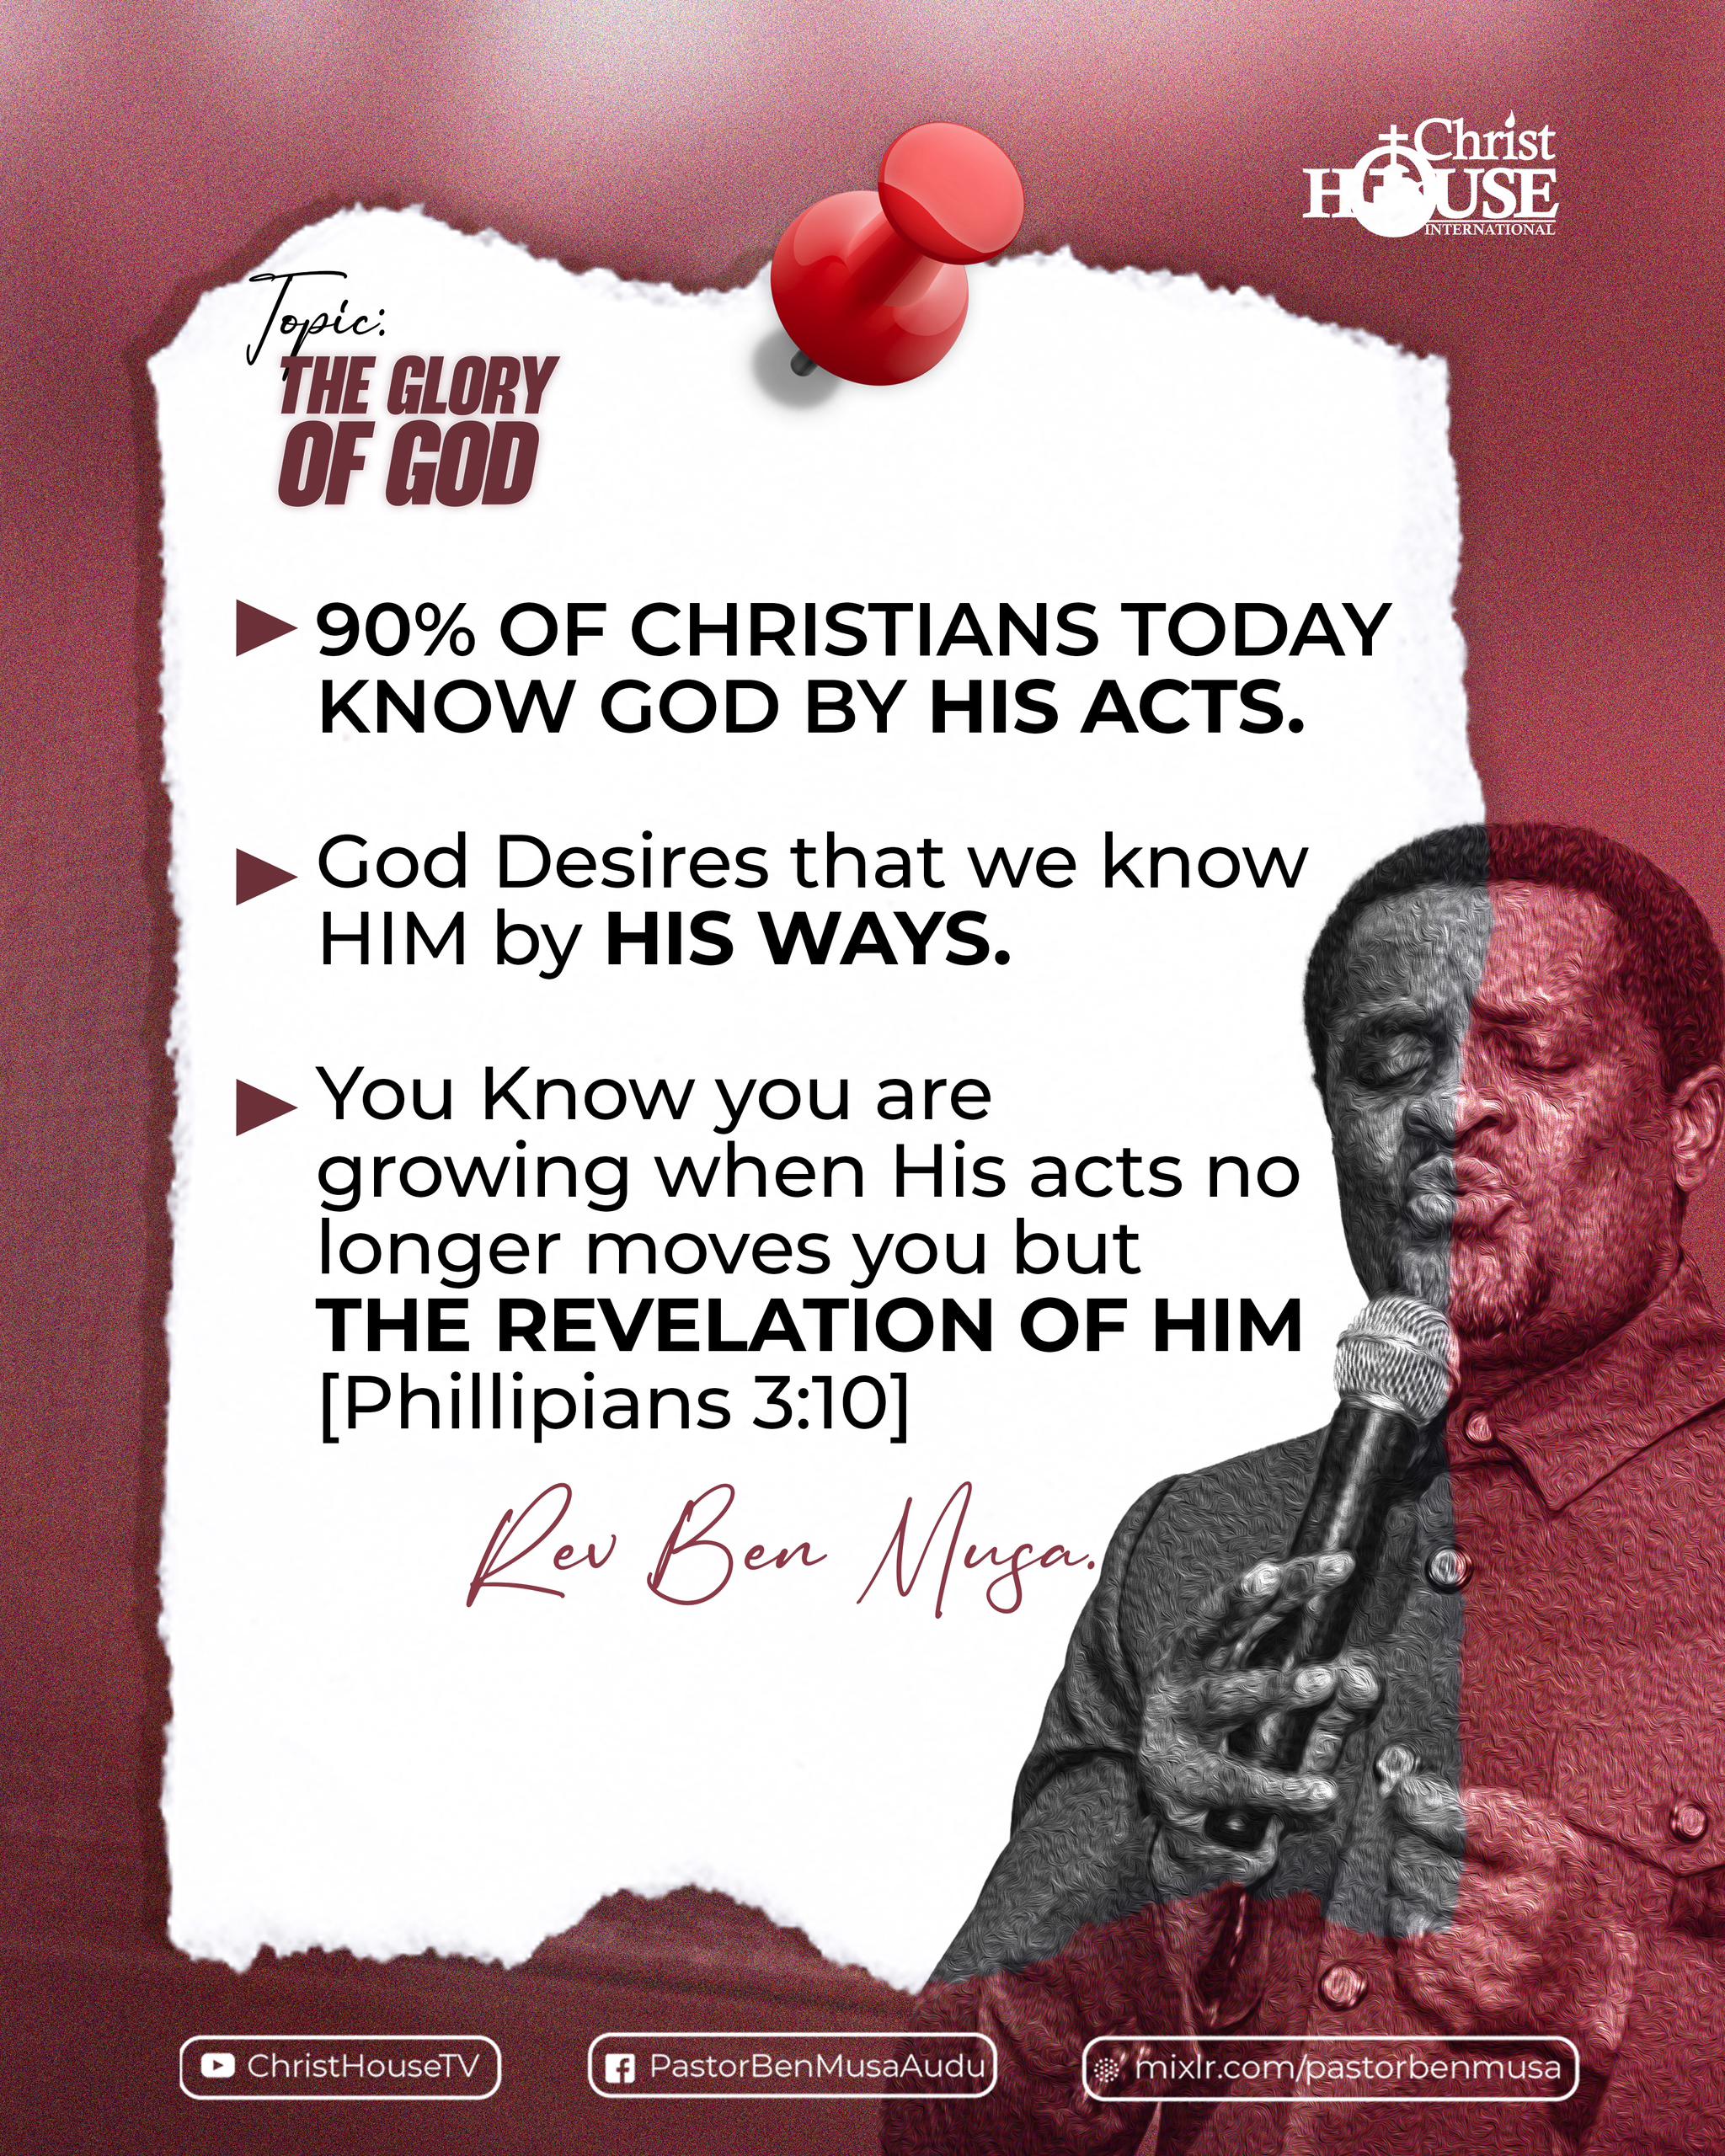 Christ
HOUSE
INTERNATIONAL
Topic:
THE GLORY
OF GOD
90% OF CHRISTIANS TODAY
KNOW GOD BY HIS ACTS.
God Desires that we know
HIM by HIS WAYS.
You Know you are
growing when His acts no
longer moves you but
THE REVELATION OF HIM
[Phillipians 3:10]
Rev Ben Musa.
ChristHouseTV
PastorBenMusaAudu
mixlr.com/pastorbenmusa